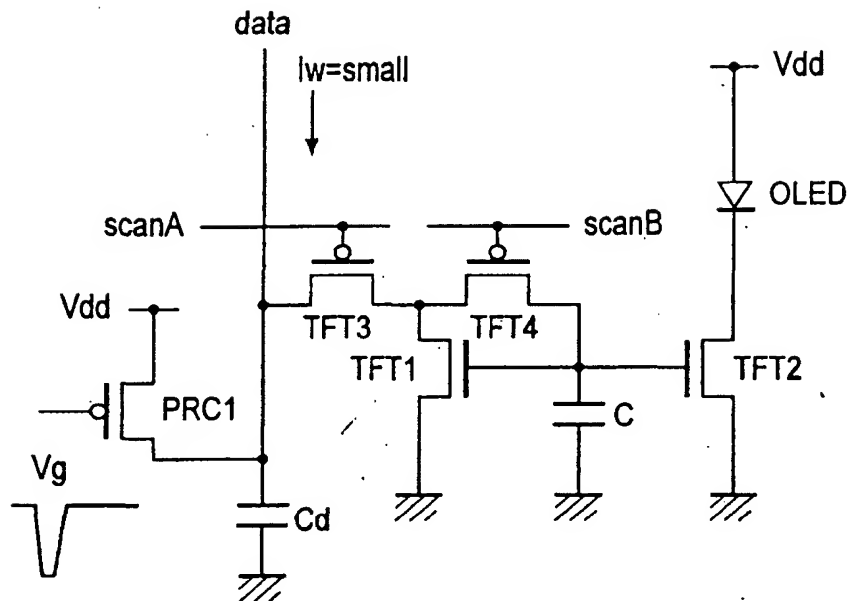 data
Iw=small
Vdd
OLED
scanA
scanB
Vdd
TFT3
TFT4
TFT1
TFT2
PRC1
C
Vg
Cd